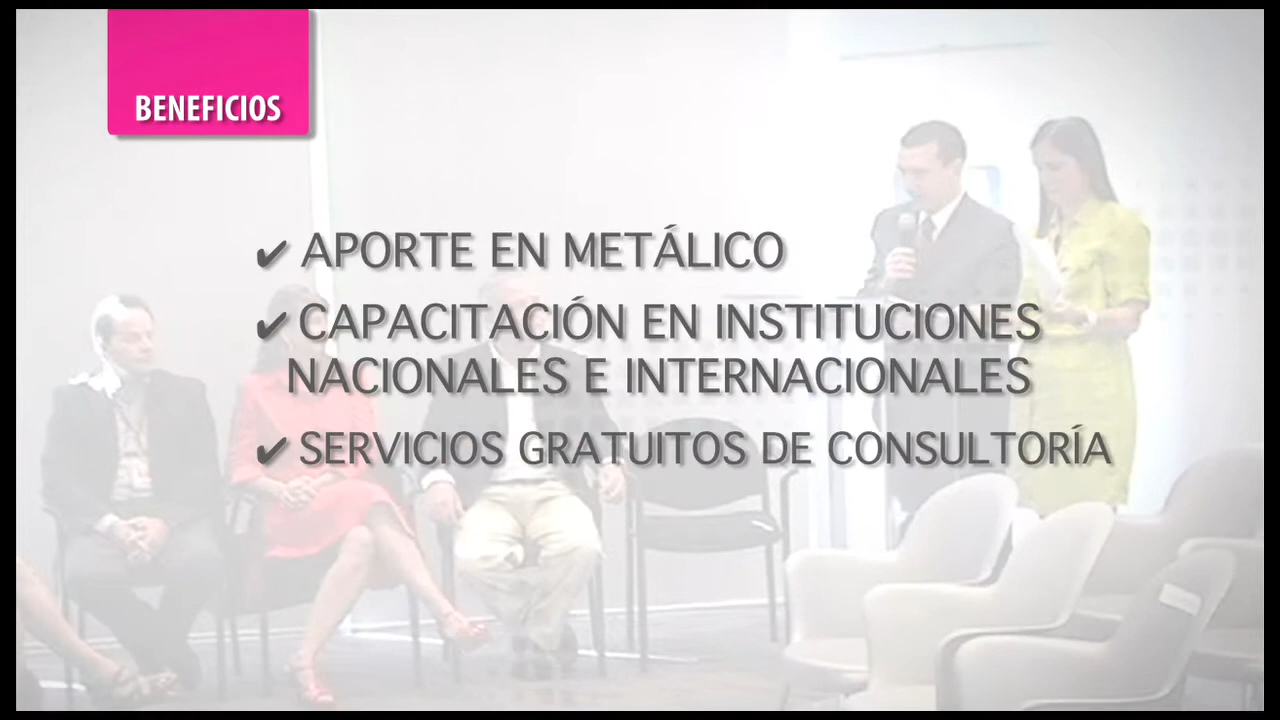 BENEFICIOS
✔ APORTE EN METÁLICO
✔ CAPACITACIÓN EN INSTITUCIONES
NACIONALES E INTERNACIONALES
✔ SERVICIOS GRATUITOS DE CONSULTORÍA